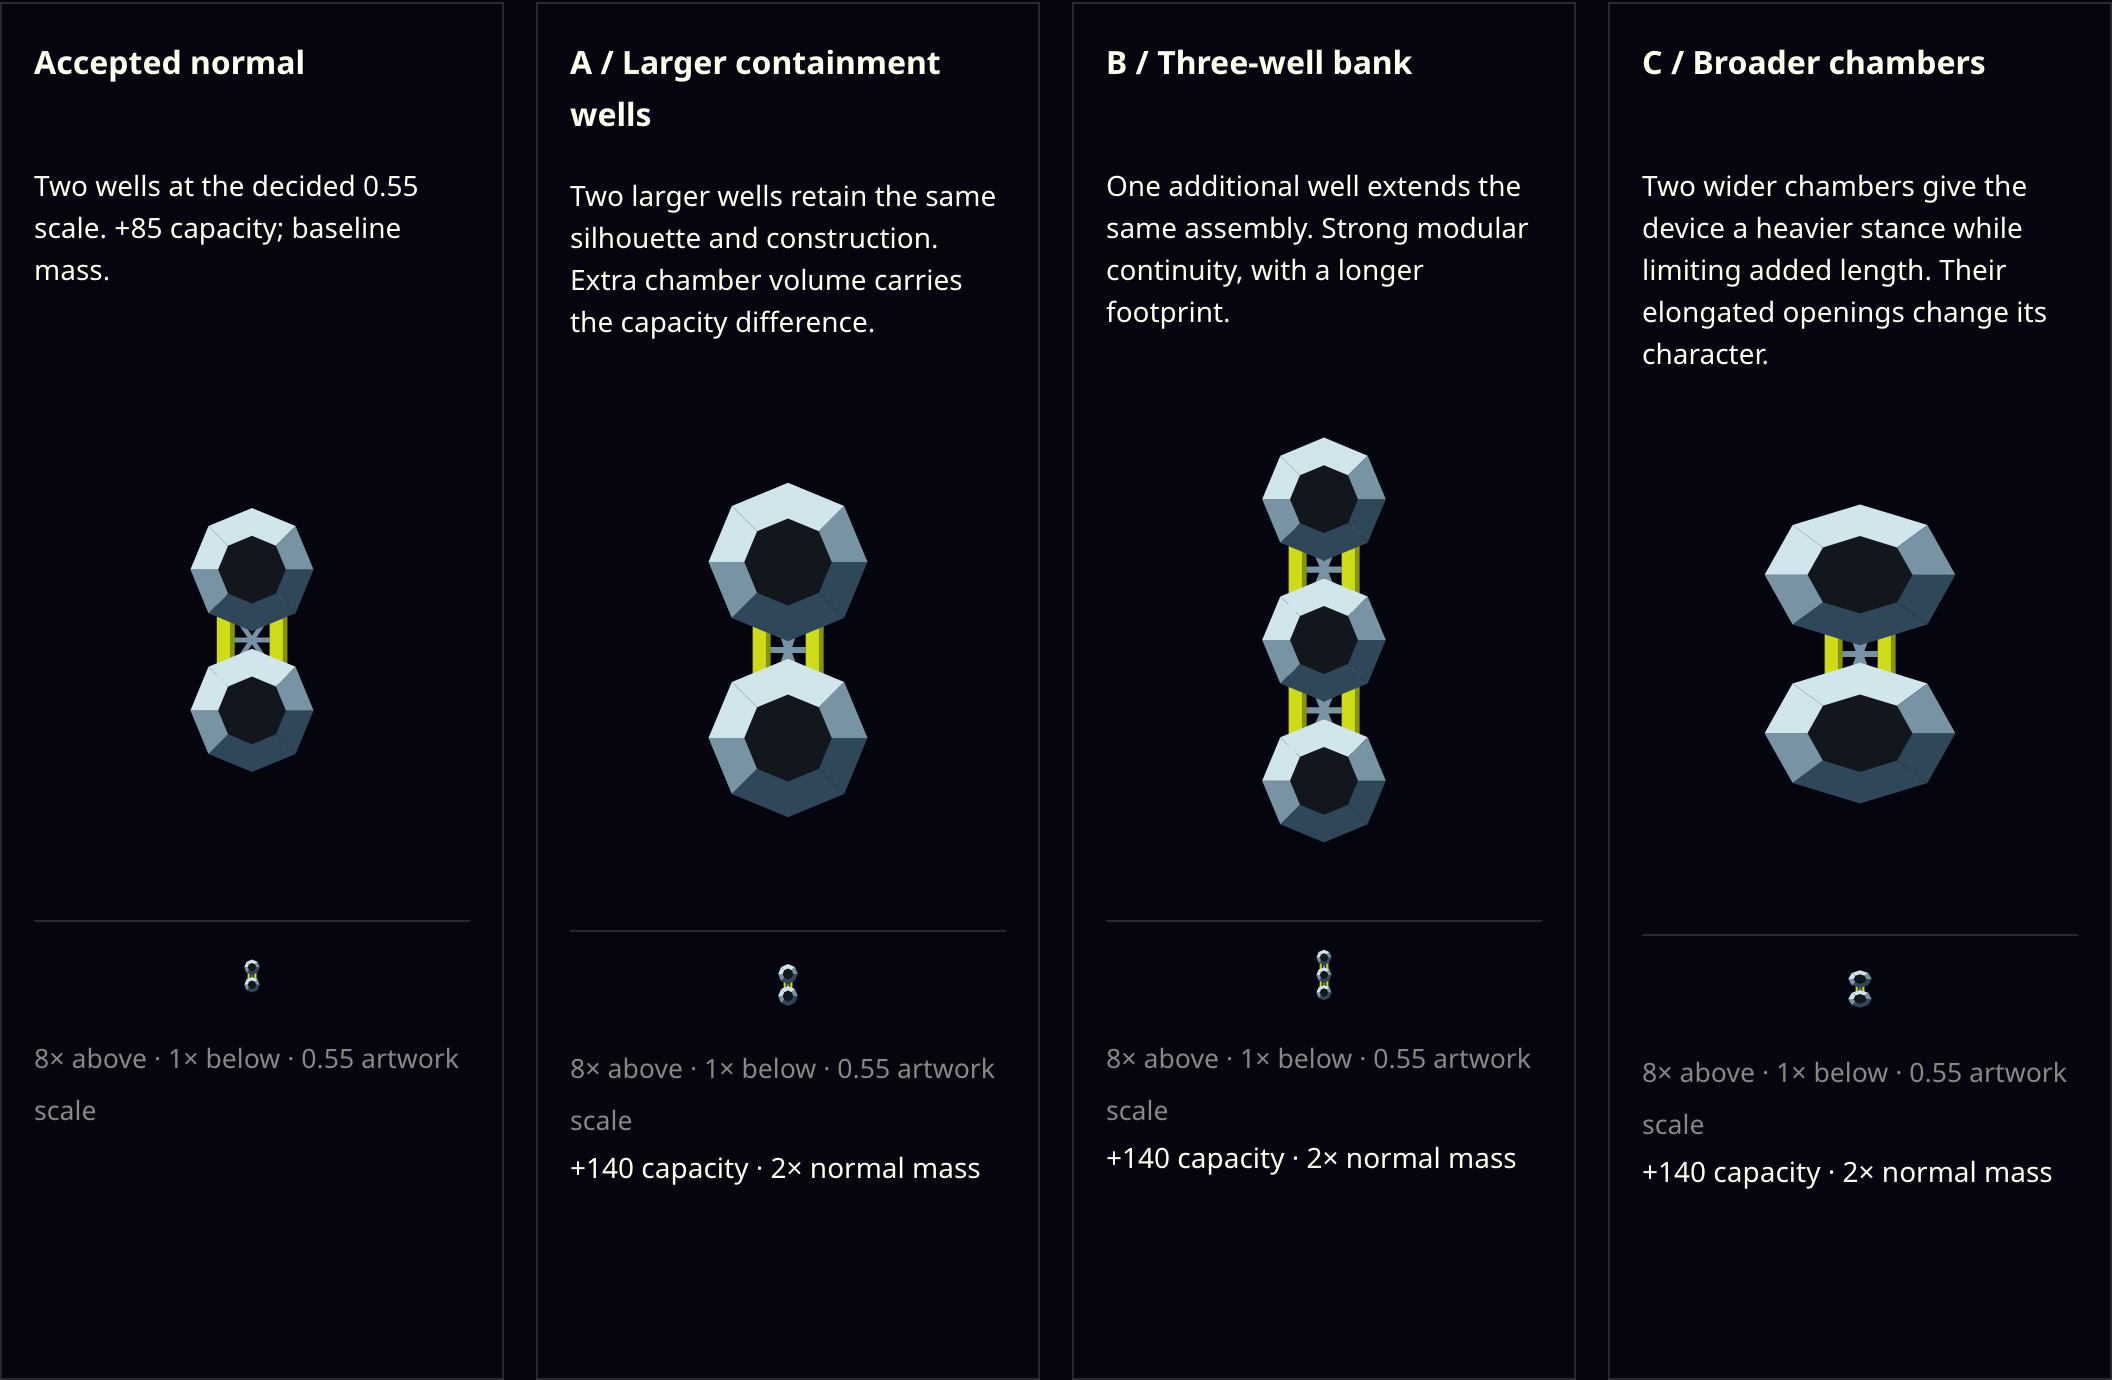 Accepted normal
Two wells at the decided 0.55
scale. +85 capacity; baseline
mass.
8× above · 1× below · 0.55 artwork
scale
A / Larger containment
wells
Two larger wells retain the same
silhouette and construction.
Extra chamber volume carries
the capacity difference.
8× above · 1× below · 0.55 artwork
scale
+140 capacity · 2× normal mass
B / Three-well bank
One additional well extends the
same assembly. Strong modular
continuity, with a longer
footprint.
8× above · 1× below · 0.55 artwork
scale
+140 capacity · 2× normal mass
C / Broader chambers
Two wider chambers give the
device a heavier stance while
limiting added length. Their
elongated openings change its
character.
8× above · 1× below · 0.55 artwork
scale
+140 capacity · 2× normal mass